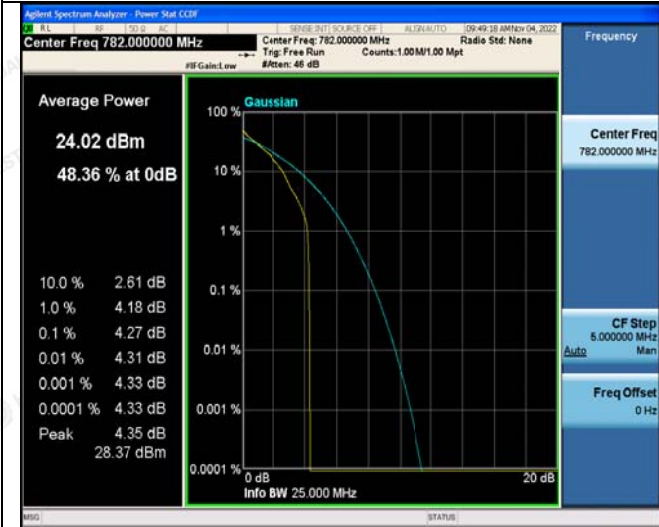 Agilent Spectrum Analyzer - Power Stat CCDF
RL RF 50 Ω AC SENSE:INT SOURCE OFF ALIGNAUTO 09:49:18 AM Nov 04, 2022
Center Freq 782.000000 MHz
Center Freq: 782.000000 MHz Radio Std: None
Trig: Free Run Counts:1.00 M/1.00 Mpt
#IFGain:Low #Atten: 46 dB
Frequency
Average Power
24.02 dBm
48.36 % at 0dB
10.0 % 2.61 dB
1.0 % 4.18 dB
0.1 % 4.27 dB
0.01 % 4.31 dB
0.001 % 4.33 dB
0.0001 % 4.33 dB
Peak 4.35 dB
28.37 dBm
Gaussian
100 %
10 %
1 %
0.1 %
0.01 %
0.001 %
0.0001 %
0 dB 20 dB
Info BW 25.000 MHz
Center Freq
782.000000 MHz
CF Step
5.000000 MHz
Auto Man
Freq Offset
0 Hz
MSG STATUS